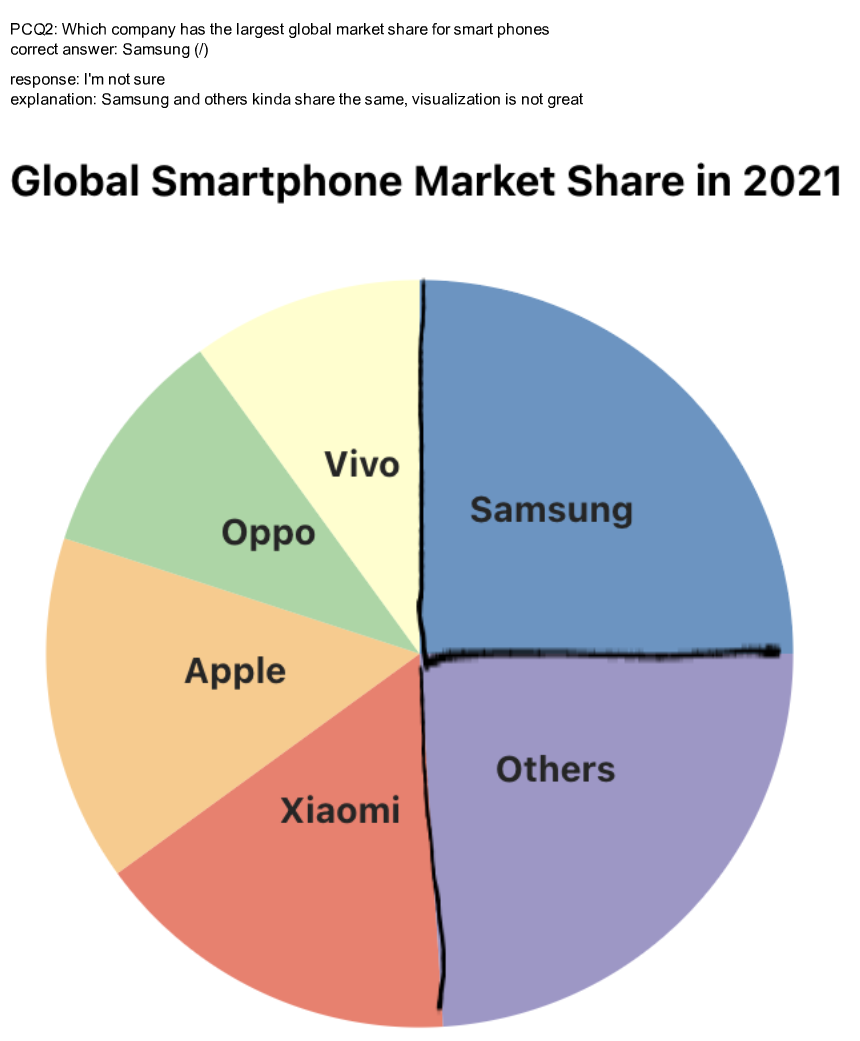 PCQ2: Which company has the largest global market share for smart phones
correct answer: Samsung (/)
response: I'm not sure
explanation: Samsung and others kinda share the same, visualization is not great
Global Smartphone Market Share in 2021
Vivo
Samsung
Oppo
Apple
Others
Xiaomi